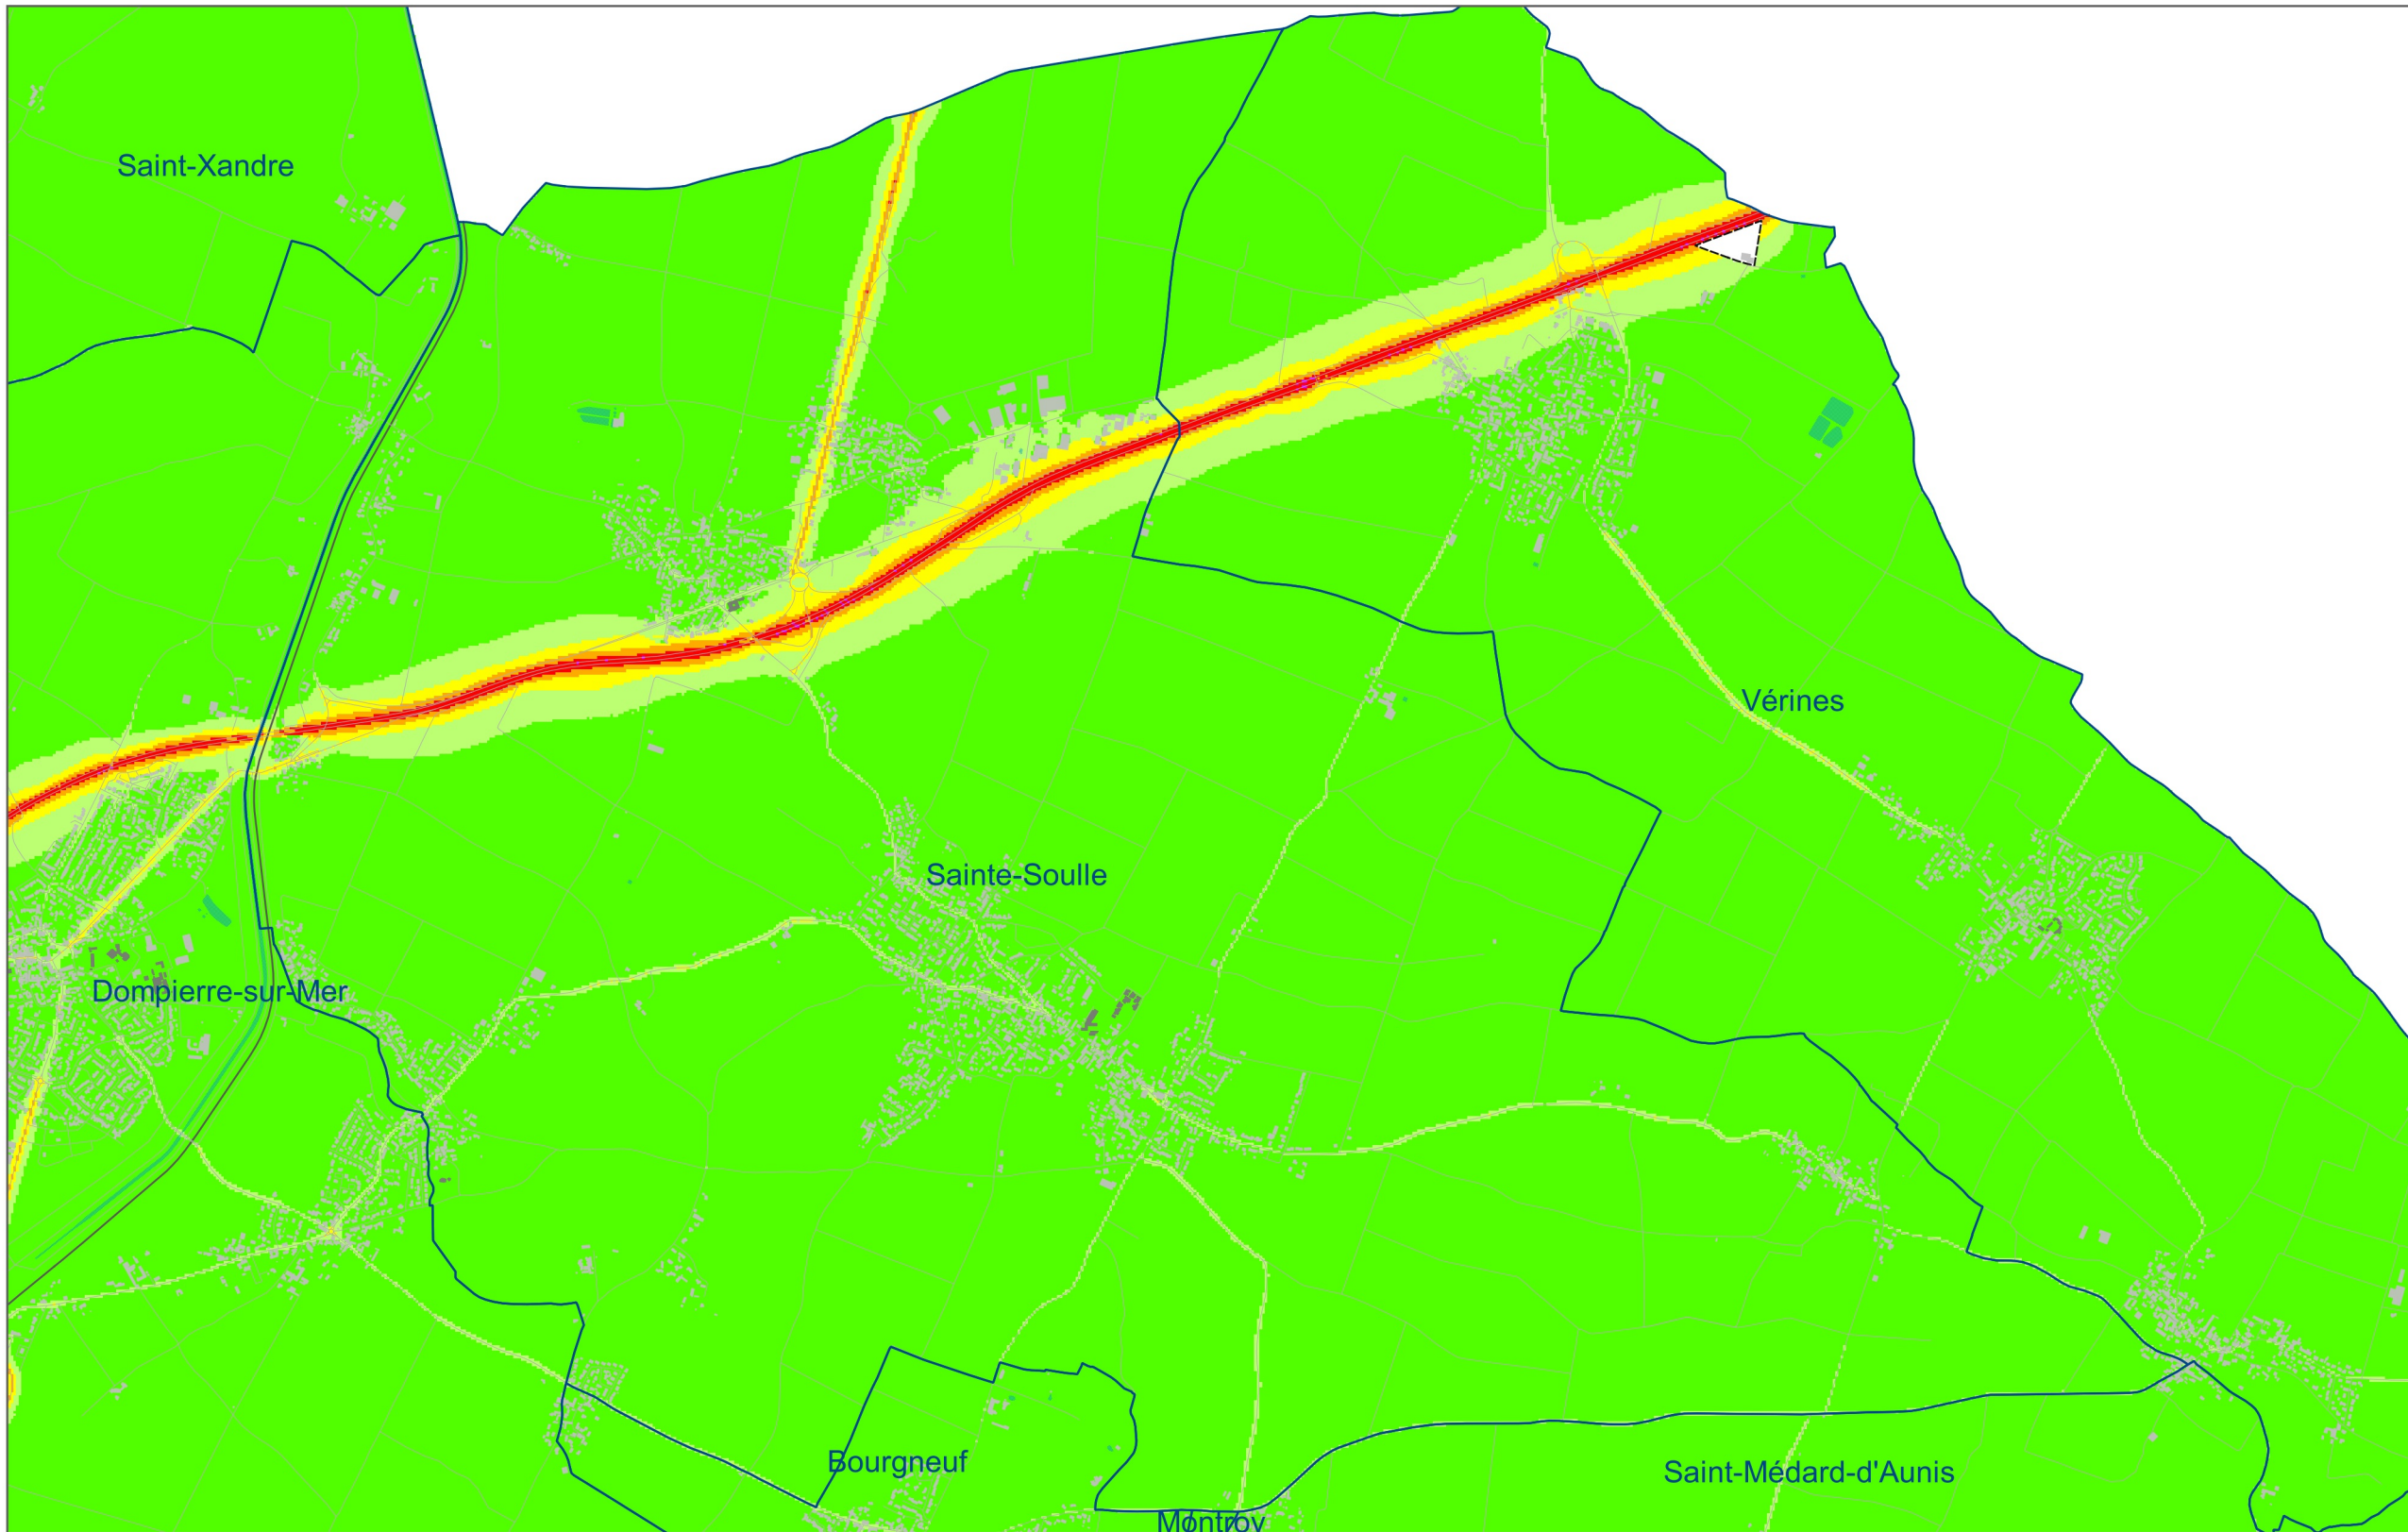 Saint-Xandre
Vérines
Sainte-Soulle
Dompierre-sur-Mer
Bourgneuf
Saint-Médard-d'Aunis
Montroy